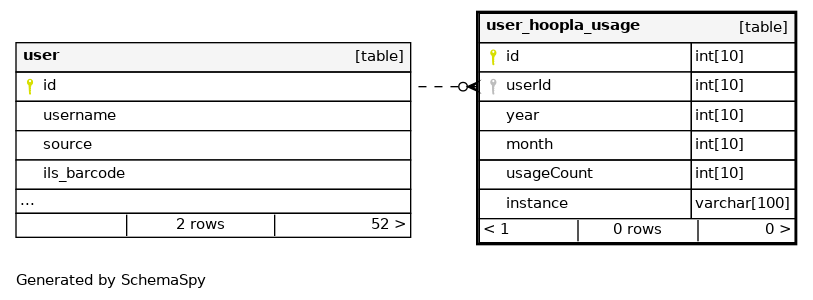 user [table]
id
username
source
ils_barcode
...
2 rows 52 >
user_hoopla_usage [table]
id int[10]
userId int[10]
year int[10]
month int[10]
usageCount int[10]
instance varchar[100]
< 1 0 rows 0 >
Generated by SchemaSpy